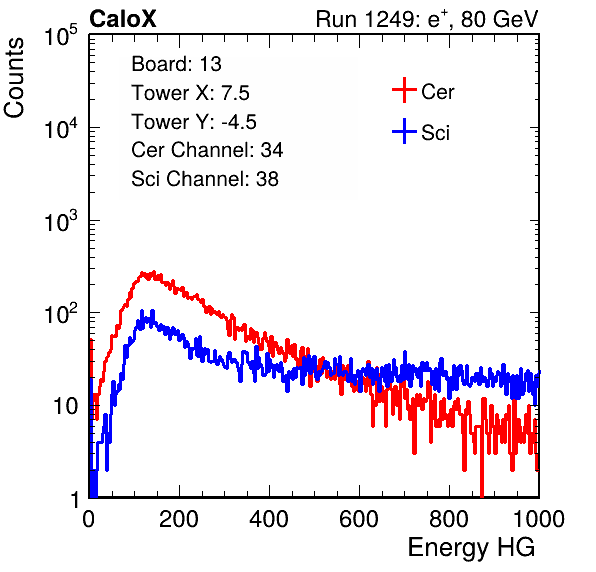 CaloX Run 1249: e⁺, 80 GeV
Counts
10⁵
10⁴
10³
10²
10
1
Board: 13
Tower X: 7.5
Tower Y: -4.5
Cer Channel: 34
Sci Channel: 38
Cer
Sci
0 200 400 600 800 1000
Energy HG